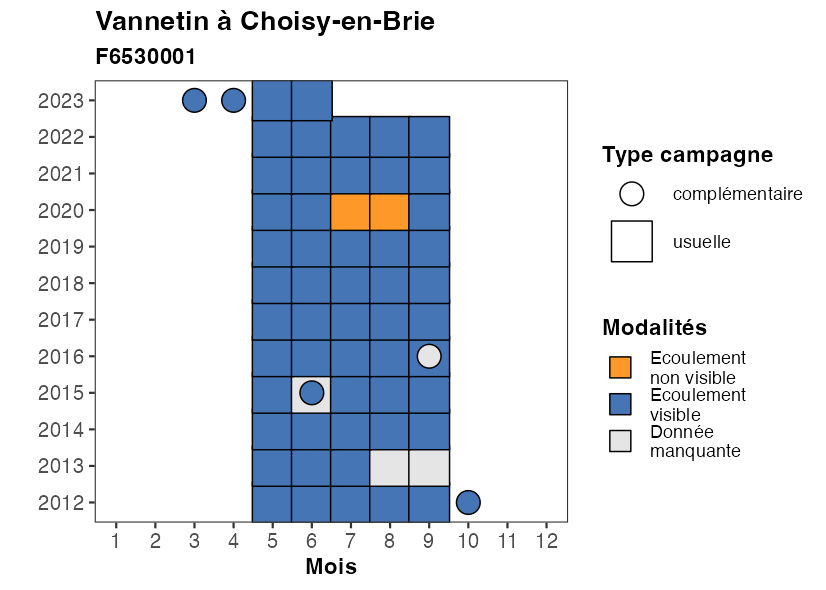 Vannetin à Choisy-en-Brie
F6530001
2023
2022
2021
2020
2019
2018
2017
2016
2015
2014
2013
2012
1 2 3 4 5 6 7 8 9 10 11 12
Mois
Type campagne
complémentaire
usuelle
Modalités
Ecoulement
non visible
Ecoulement
visible
Donnée
manquante